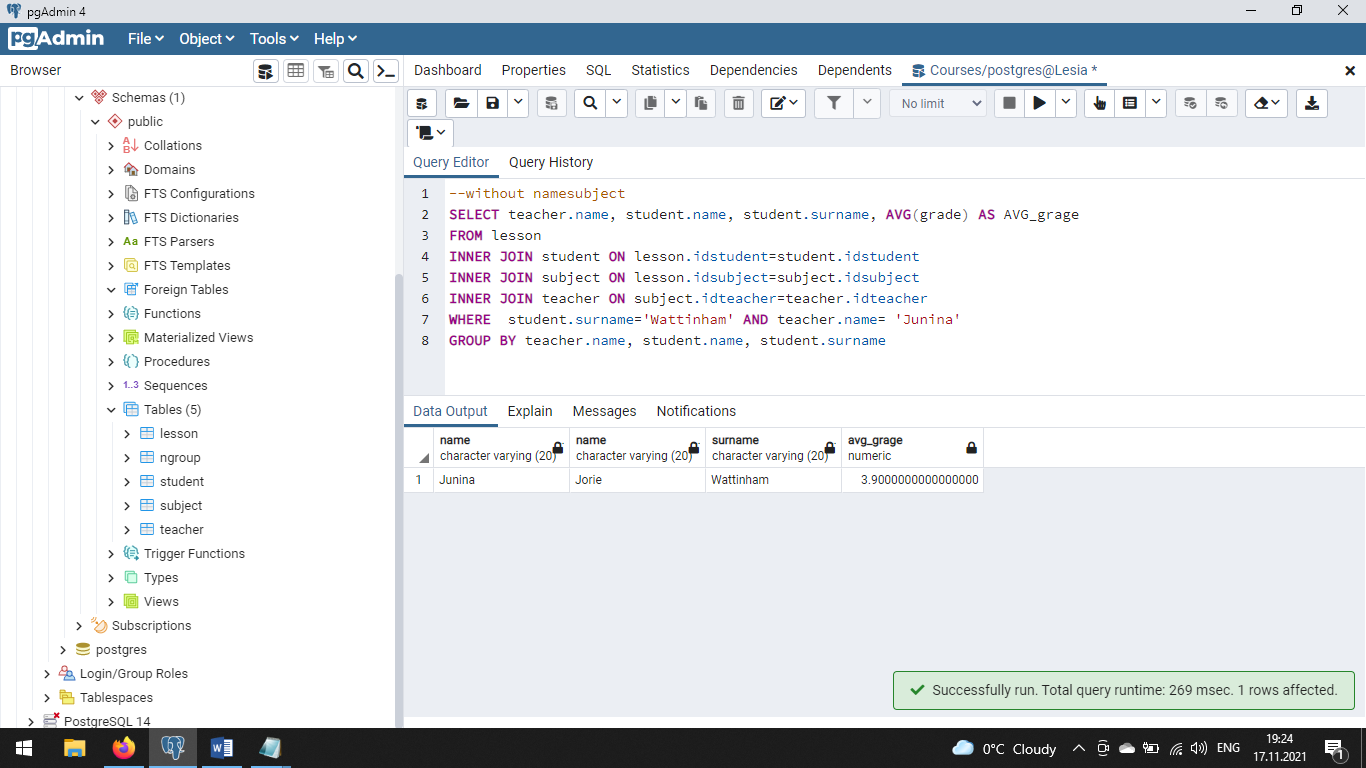 pgAdmin 4
pgAdmin File Object Tools Help
Browser
Dashboard Properties SQL Statistics Dependencies Dependents Courses/postgres@Lesia *
Schemas (1)
public
Collations
Domains
FTS Configurations
FTS Dictionaries
Aa FTS Parsers
FTS Templates
Foreign Tables
Functions
Materialized Views
Procedures
1..3 Sequences
Tables (5)
lesson
ngroup
student
subject
teacher
Trigger Functions
Types
Views
Subscriptions
postgres
Login/Group Roles
Tablespaces
PostgreSQL 14
No limit
Query Editor Query History
1 --without namesubject
2 SELECT teacher.name, student.name, student.surname, AVG(grade) AS AVG_grage
3 FROM lesson
4 INNER JOIN student ON lesson.idstudent=student.idstudent
5 INNER JOIN subject ON lesson.idsubject=subject.idsubject
6 INNER JOIN teacher ON subject.idteacher=teacher.idteacher
7 WHERE  student.surname='Wattinham' AND teacher.name= 'Junina'
8 GROUP BY teacher.name, student.name, student.surname
Data Output Explain Messages Notifications
name name surname avg_grage
character varying (20) character varying (20) character varying (20) numeric
1 Junina Jorie Wattinham 3.9000000000000000
Successfully run. Total query runtime: 269 msec. 1 rows affected.
0°C Cloudy ENG 19:24
17.11.2021
1